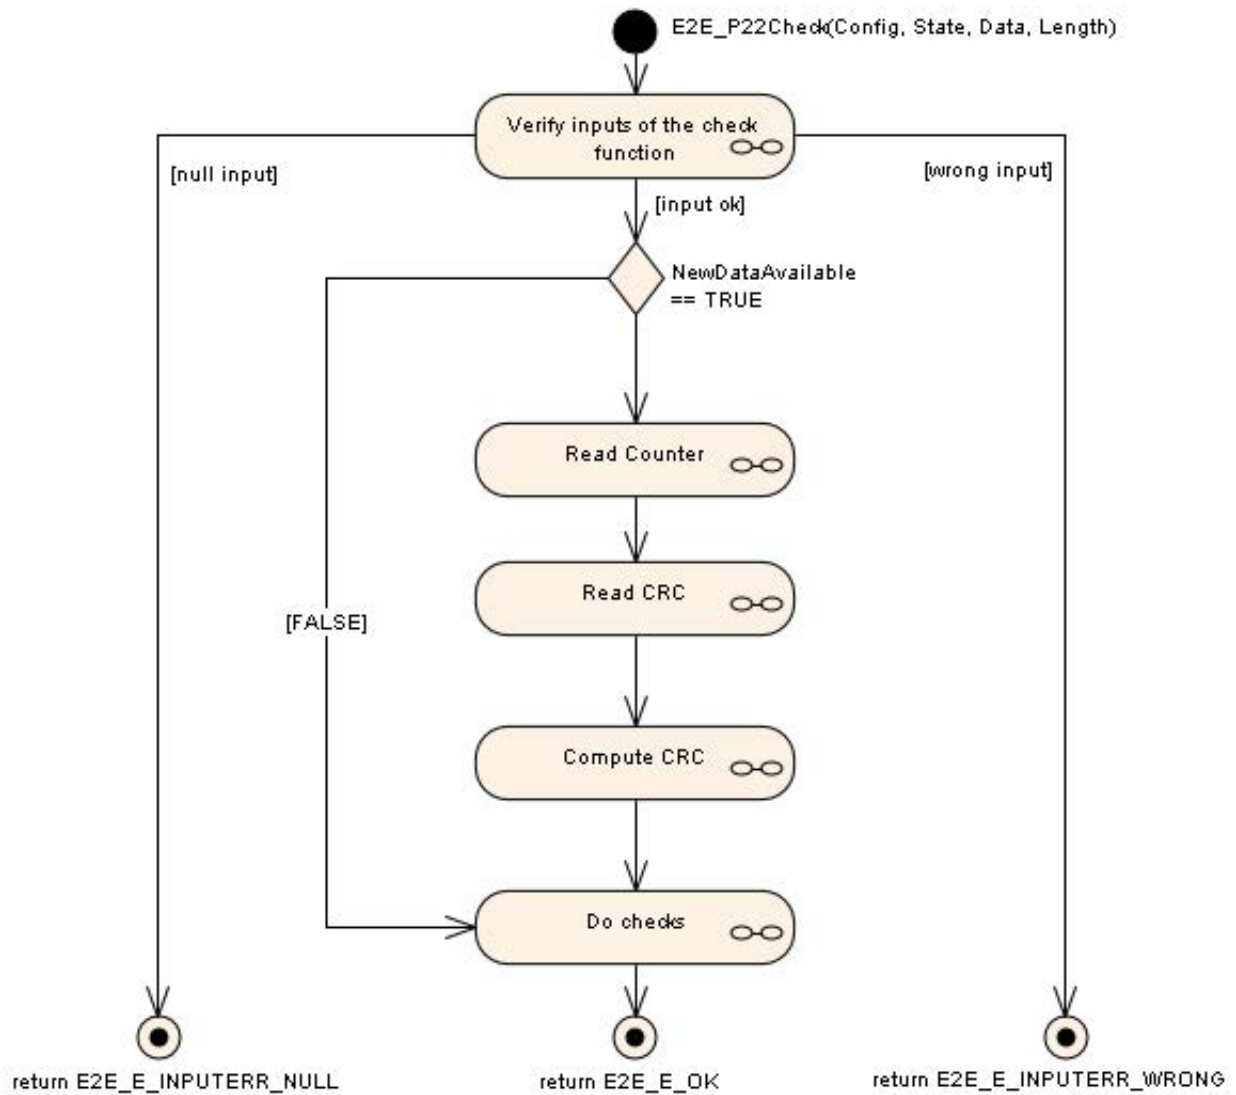 E2E_P22Check(Config, State, Data, Length)
Verify inputs of the check
function
[null input]
[wrong input]
[input ok]
NewDataAvailable
== TRUE
Read Counter
Read CRC
[FALSE]
Compute CRC
Do checks
return E2E_E_INPUTERR_NULL
return E2E_E_OK
return E2E_E_INPUTERR_WRONG